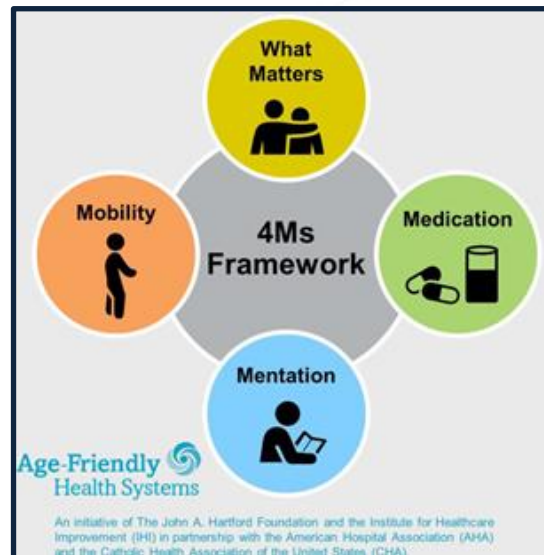 What
Matters
Mobility
Medication
4Ms
Framework
Mentation
Age-Friendly
Health Systems
An initiative of The John A. Hartford Foundation and the Institute for Healthcare
Improvement (IHI) in partnership with the American Hospital Association (AHA)
and the Catholic Health Association of the United States (CHA)